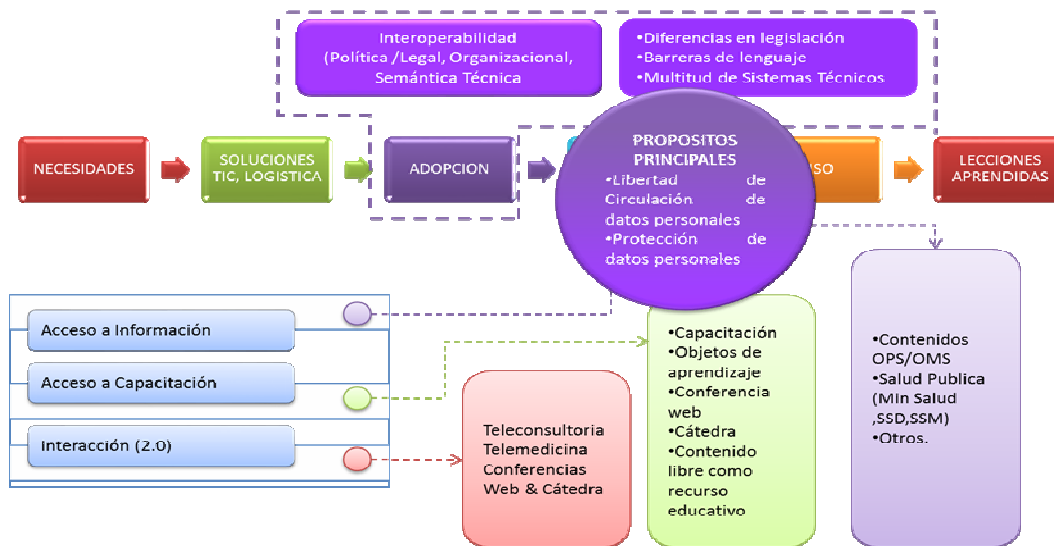 Interoperabilidad
(Política /Legal, Organizacional,
Semántica Técnica
•Diferencias en legislación
•Barreras de lenguaje
•Multitud de Sistemas Técnicos
NECESIDADES
SOLUCIONES
TIC, LOGISTICA
ADOPCION
PROPOSITOS
PRINCIPALES
•Libertad de
Circulación de
datos personales
•Protección de
datos personales
LECCIONES
APRENDIDAS
Acceso a Información
Acceso a Capacitación
Interacción (2.0)
Teleconsultoria
Telemedicina
Conferencias
Web & Cátedra
•Capacitación
•Objetos de
aprendizaje
•Conferencia
web
•Cátedra
•Contenido
libre como
recurso
educativo
•Contenidos
OPS/OMS
•Salud Publica
(MIn Salud
,SSD,SSM)
•Otros.